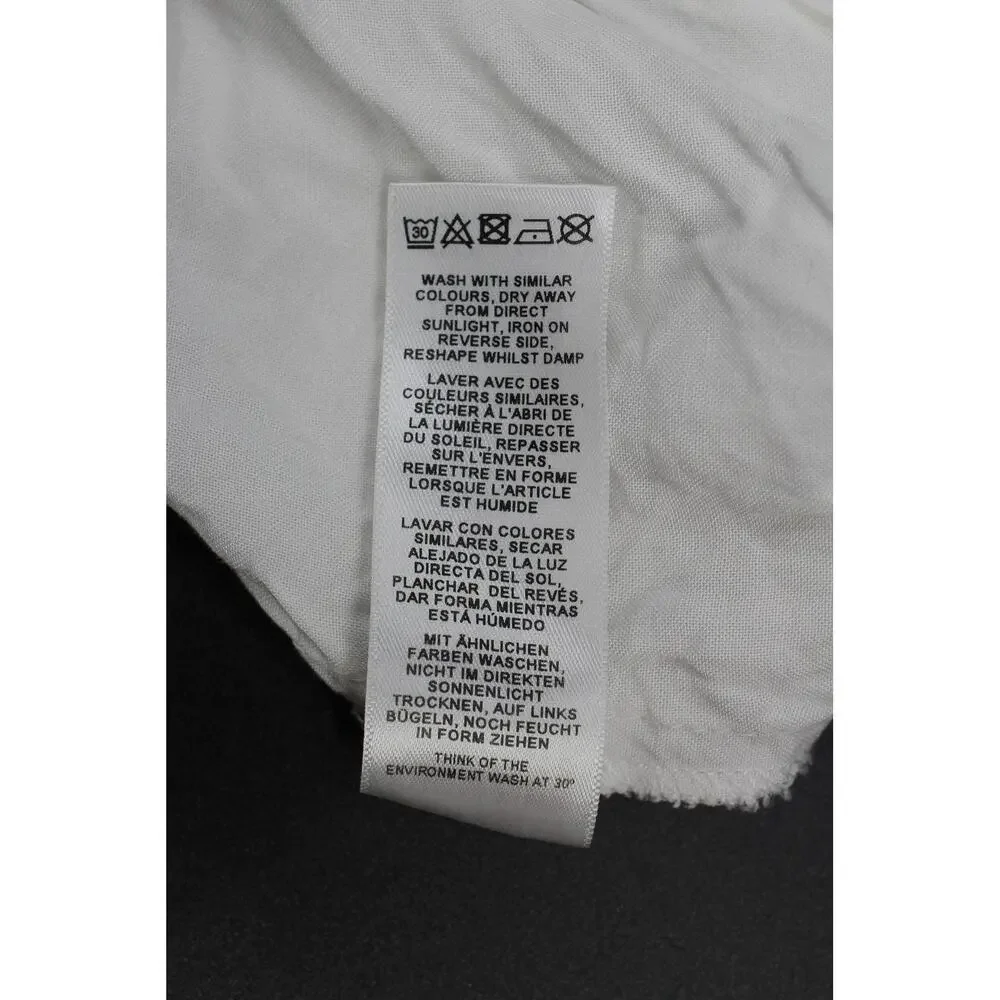 30
WASH WITH SIMILAR
COLOURS, DRY AWAY
FROM DIRECT
SUNLIGHT, IRON ON
REVERSE SIDE,
RESHAPE WHILST DAMP
LAVER AVEC DES
COULEURS SIMILAIRES,
SÉCHER À L'ABRI DE
LA LUMIÈRE DIRECTE
DU SOLEIL, REPASSER
SUR L'ENVERS,
REMETTRE EN FORME
LORSQUE L'ARTICLE
EST HUMIDE
LAVAR CON COLORES
SIMILARES, SECAR
ALEJADO DE LA LUZ
DIRECTA DEL SOL,
PLANCHAR DEL REVÉS,
DAR FORMA MIENTRAS
ESTÁ HÚMEDO
MIT ÄHNLICHEN
FARBEN WASCHEN,
NICHT IM DIREKTEN
SONNENLICHT
TROCKNEN, AUF LINKS
BÜGELN, NOCH FEUCHT
IN FORM ZIEHEN
THINK OF THE
ENVIRONMENT WASH AT 30°